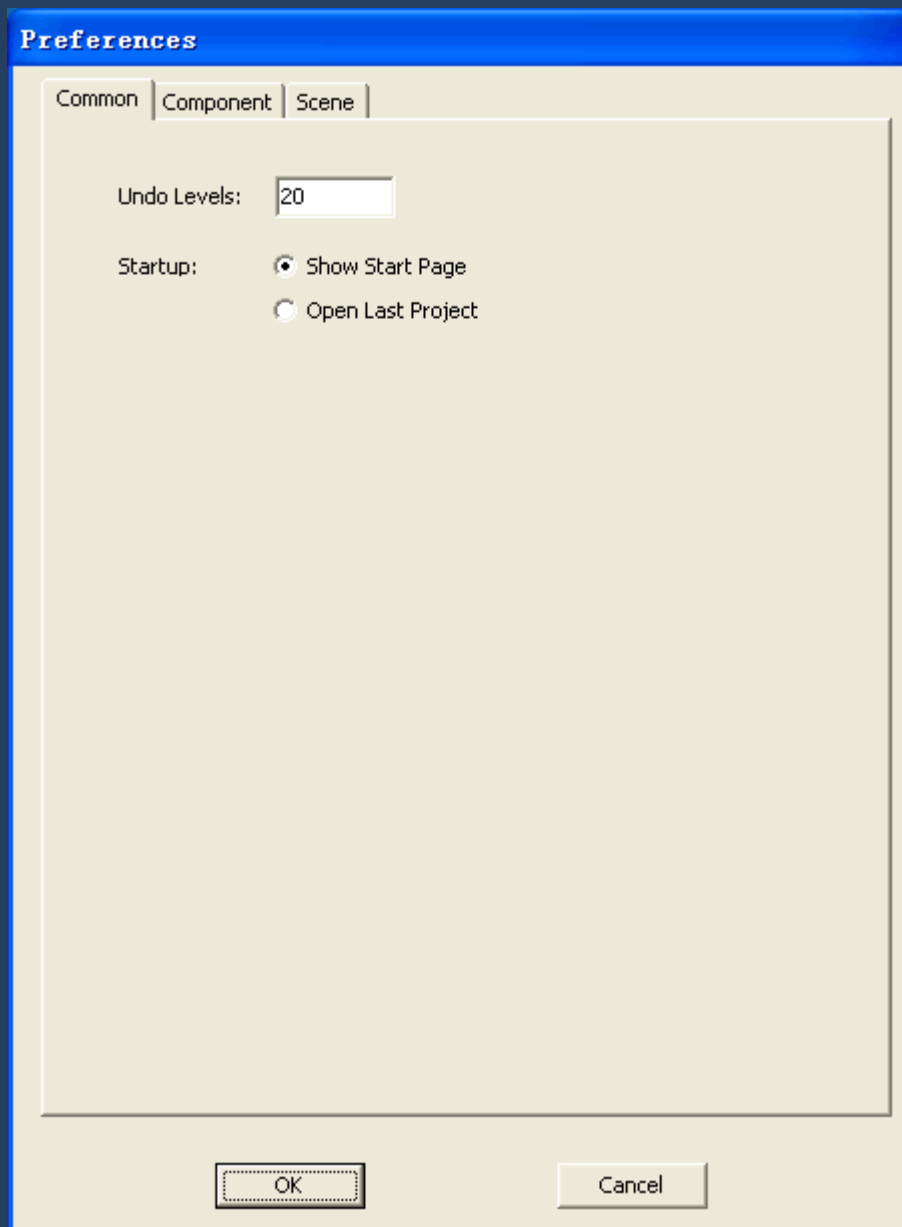 Preferences
Common Component Scene
Undo Levels: 20
Startup: Show Start Page
Open Last Project
OK Cancel